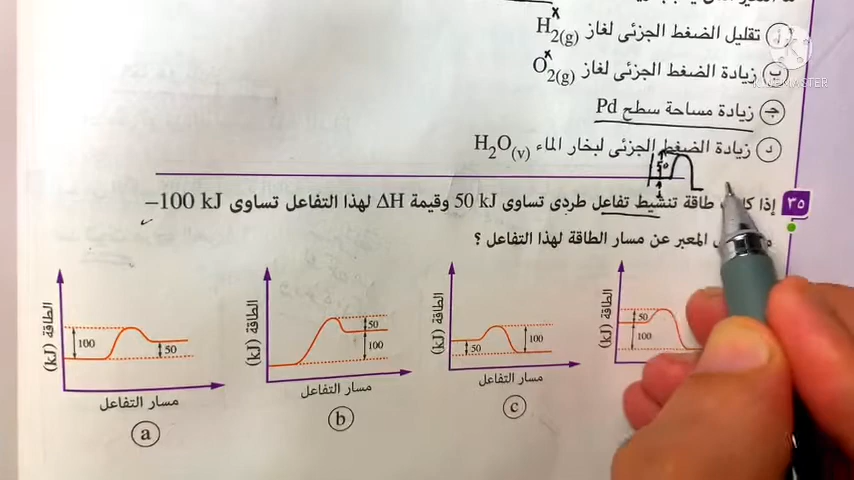 أ تقليل الضغط الجزئى لغاز H2(g)
KINEMASTER
ب زيادة الضغط الجزئى لغاز O2(g)
ج زيادة مساحة سطح Pd
د زيادة الضغط الجزئى لبخار الماء H2O(v)
50
٣٥ إذا طاقة تنشيط تفاعل طردى تساوى 50 kJ وقيمة ΔH لهذا التفاعل تساوى –100 kJ
المعبر عن مسار الطاقة لهذا التفاعل ؟
الطاقة (kJ)
100
50
مسار التفاعل
a
الطاقة (kJ)
50
100
مسار التفاعل
b
الطاقة (kJ)
50
100
مسار التفاعل
c
الطاقة (kJ)
50
100